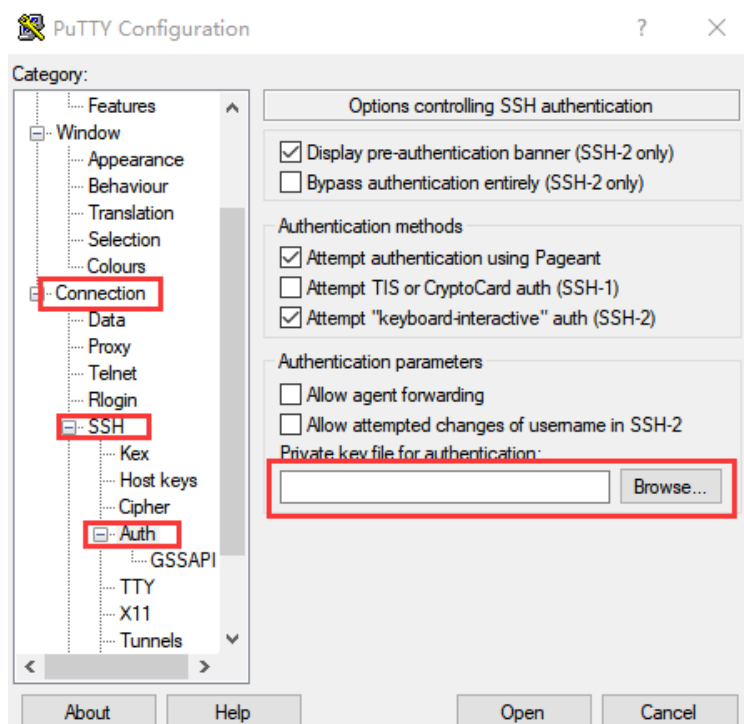 PuTTY Configuration
Category:
Features
Window
Appearance
Behaviour
Translation
Selection
Colours
Connection
Data
Proxy
Telnet
Rlogin
SSH
Kex
Host keys
Cipher
Auth
GSSAPI
TTY
X11
Tunnels
Options controlling SSH authentication
Display pre-authentication banner (SSH-2 only)
Bypass authentication entirely (SSH-2 only)
Authentication methods
Attempt authentication using Pageant
Attempt TIS or CryptoCard auth (SSH-1)
Attempt "keyboard-interactive" auth (SSH-2)
Authentication parameters
Allow agent forwarding
Allow attempted changes of username in SSH-2
Private key file for authentication:
Browse...
About
Help
Open
Cancel